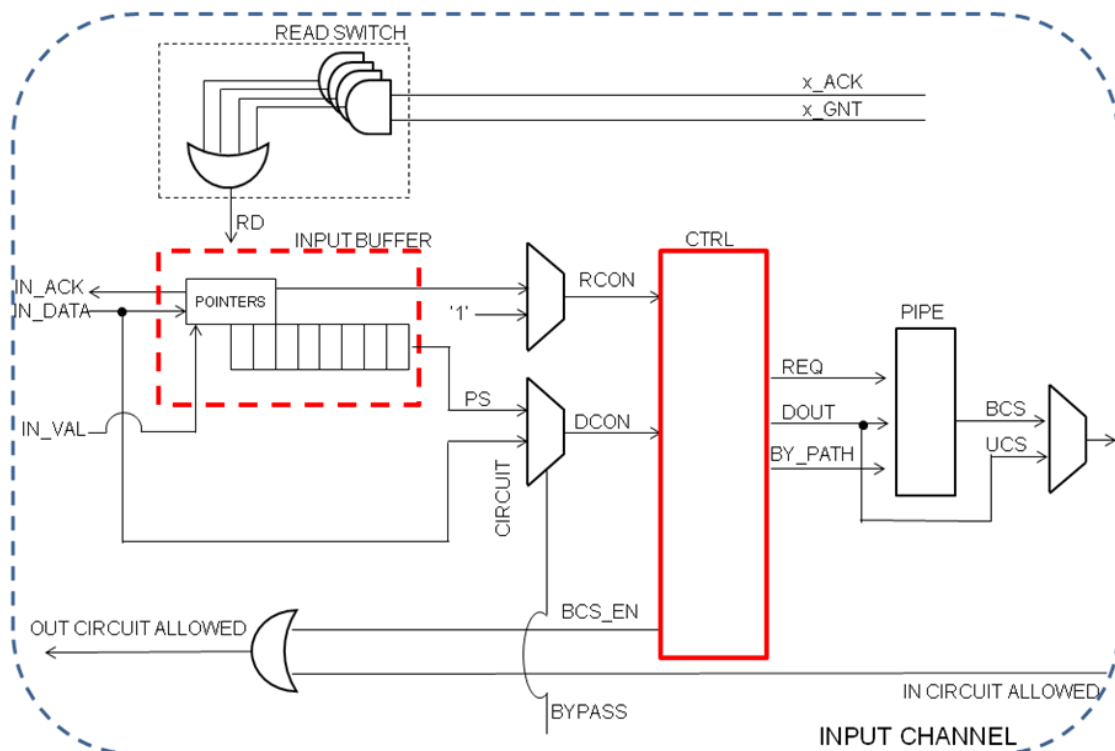 READ SWITCH
x_ACK
x_GNT
RD
INPUT BUFFER
CTRL
IN_ACK
IN_DATA
POINTERS
RCON
'1'
PIPE
REQ
PS
DOUT
BCS
IN_VAL
DCON
UCS
BY_PATH
CIRCUIT
BCS_EN
OUT CIRCUIT ALLOWED
IN CIRCUIT ALLOWED
BYPASS
INPUT CHANNEL